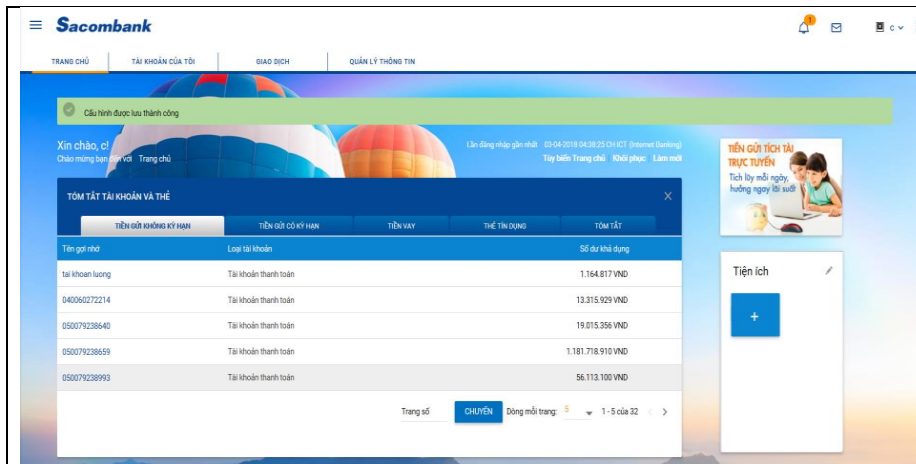 Sacombank
1
c
TRANG CHỦ TÀI KHOẢN CỦA TÔI GIAO DỊCH QUẢN LÝ THÔNG TIN
Cấu hình được lưu thành công
Xin chào, c!
Chào mừng bạn đến với Trang chủ
Lần đăng nhập gần nhất 03-04-2018 04:38:25 CH ICT (Internet Banking)
Tùy biến Trang chủ Khôi phục Làm mới
TIỀN GỬI TÍCH TÀI
TRỰC TUYẾN
Tích lũy mỗi ngày,
hưởng ngay lãi suất
TÓM TẮT TÀI KHOẢN VÀ THẺ X
TIỀN GỬI KHÔNG KỲ HẠN TIỀN GỬI CÓ KỲ HẠN TIỀN VAY THẺ TÍN DỤNG TÓM TẮT
Tên gợi nhớ Loại tài khoản Số dư khả dụng
tai khoan luong Tài khoản thanh toán 1.164.817 VND
040060272214 Tài khoản thanh toán 13.315.929 VND
050079238640 Tài khoản thanh toán 19.015.356 VND
050079238659 Tài khoản thanh toán 1.181.718.910 VND
050079238993 Tài khoản thanh toán 56.113.100 VND
Trang số CHUYỂN Dòng mỗi trang: 5 1 - 5 của 32
Tiện ích
+